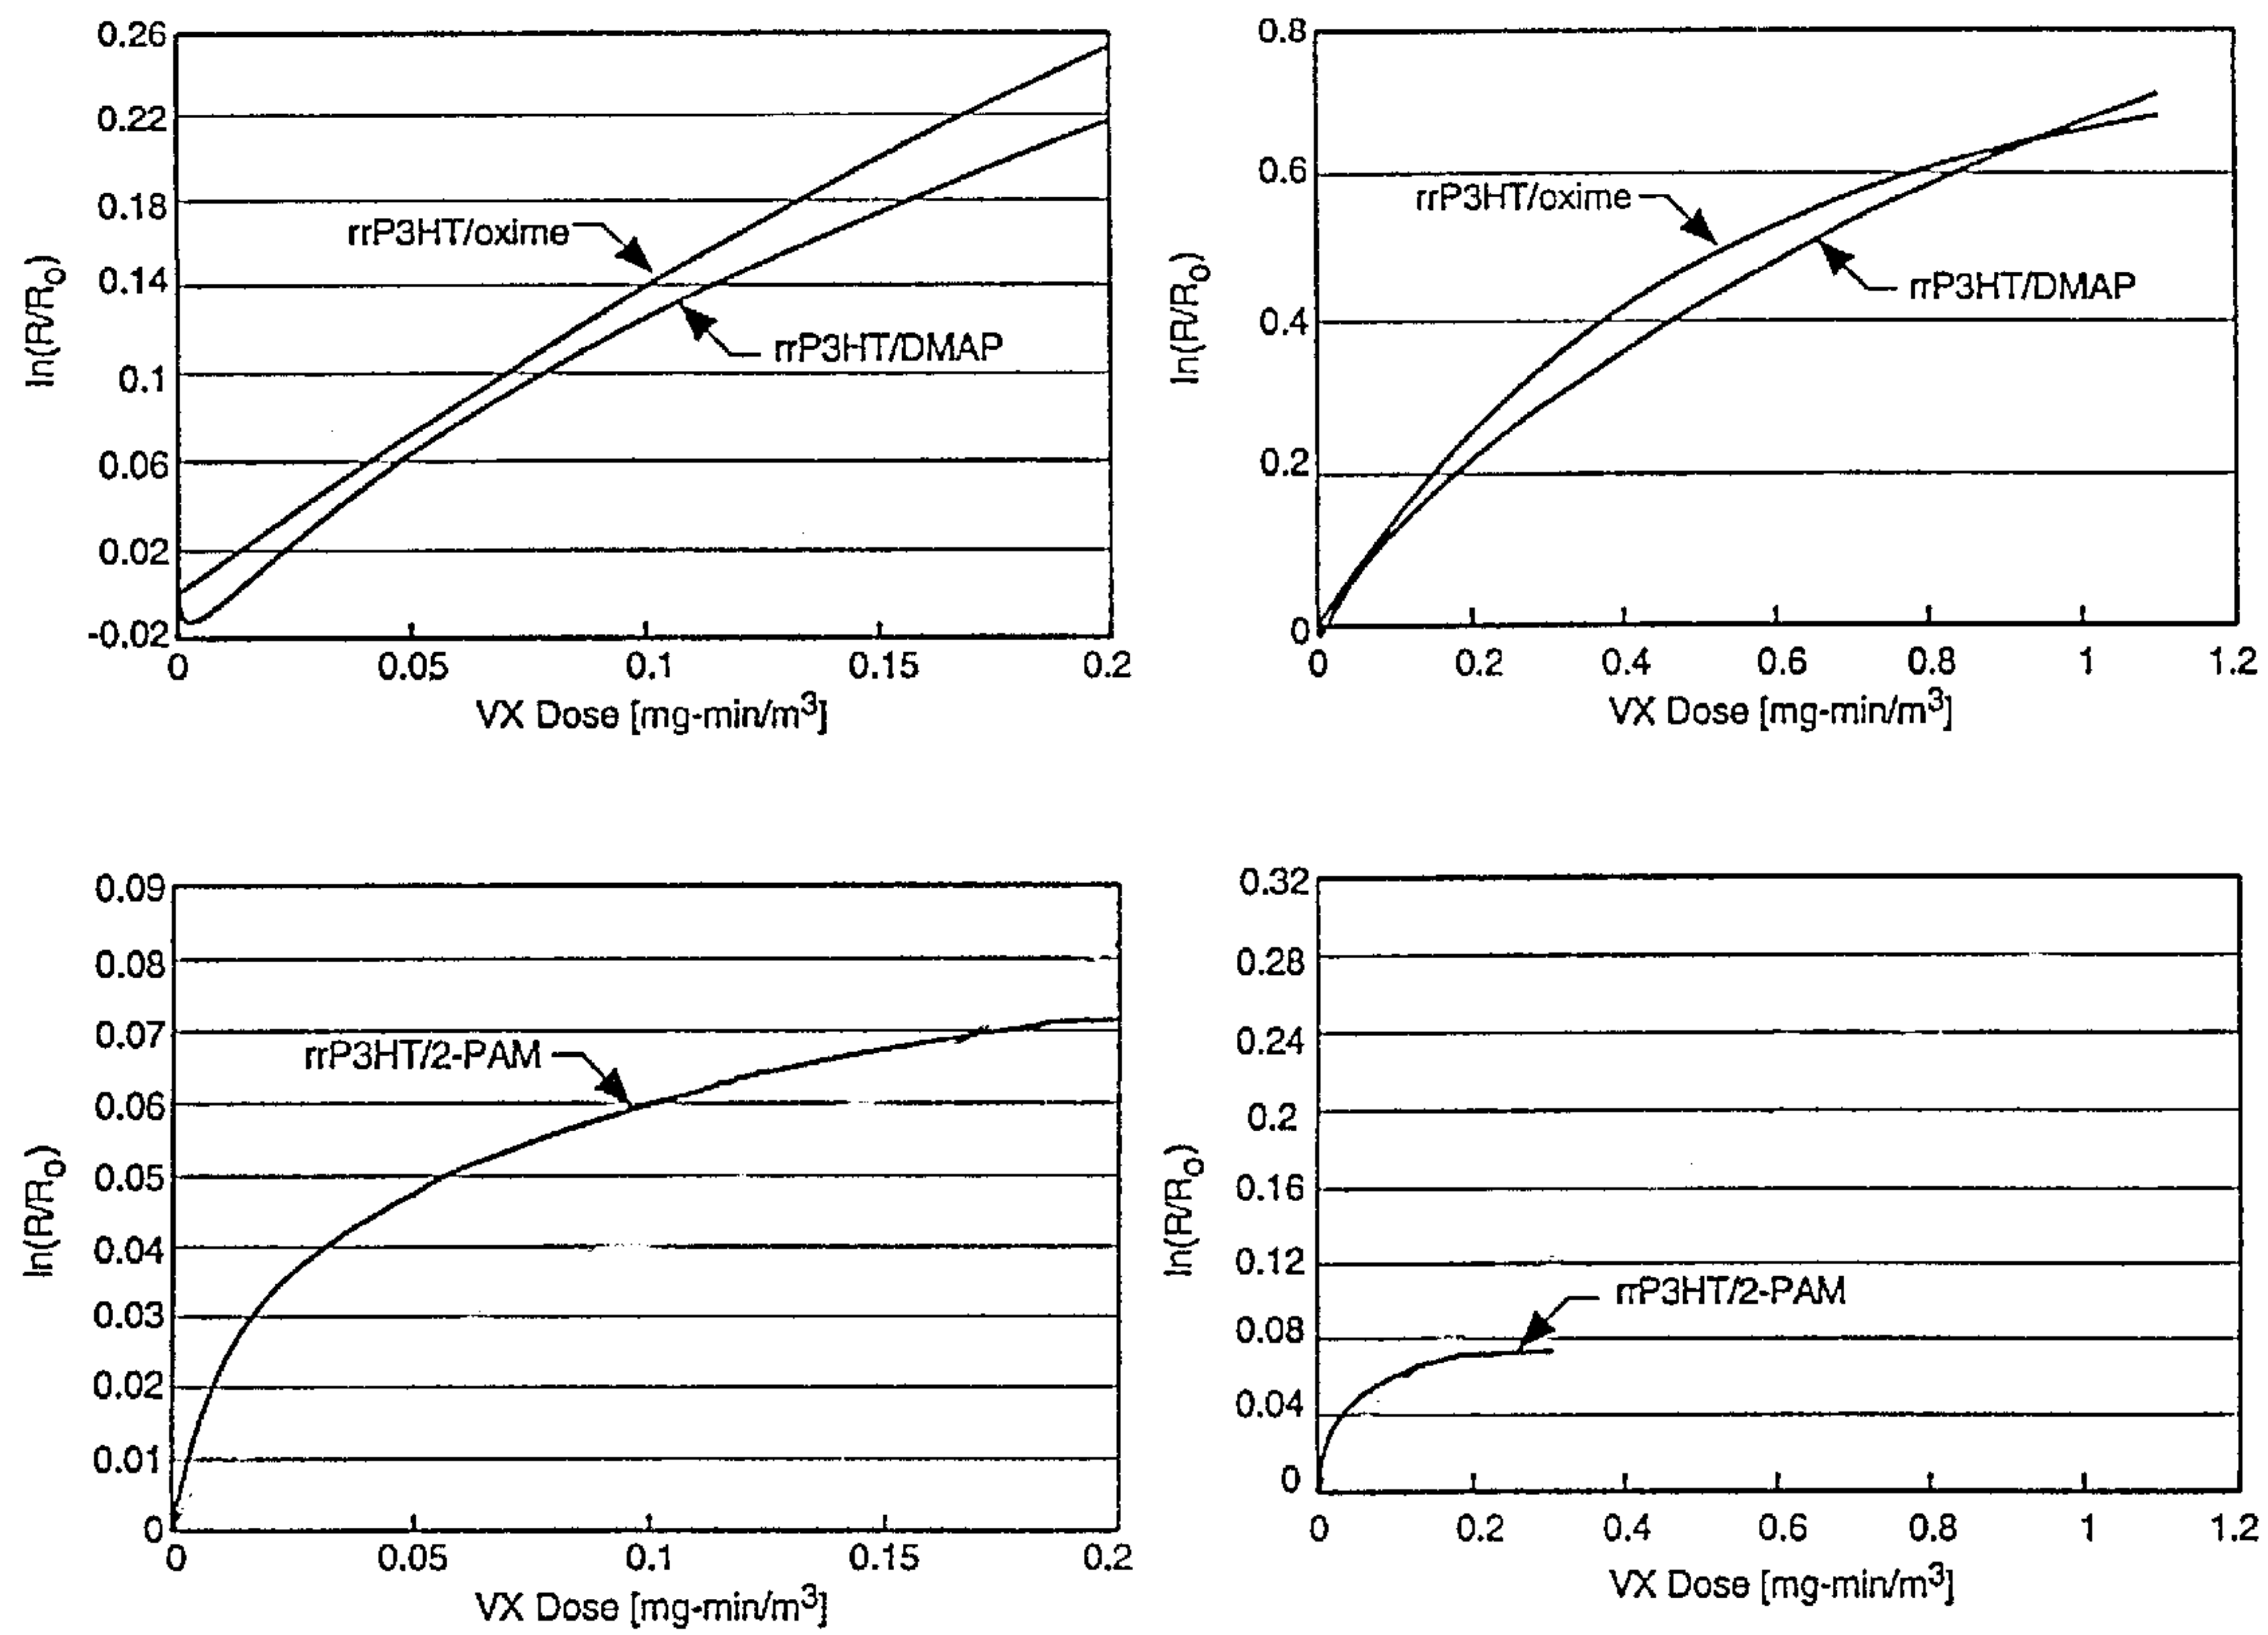 0.26
0.22
0.18
0.14
0.1
0.06
0.02
-0.02
ln(R/R0)
rrP3HT/oxime
rrP3HT/DMAP
0 0.05 0.1 0.15 0.2
VX Dose [mg-min/m3]
0.8
0.6
0.4
0.2
0
ln(R/R0)
rrP3HT/oxime
rrP3HT/DMAP
0 0.2 0.4 0.6 0.8 1 1.2
VX Dose [mg-min/m3]
0.09
0.08
0.07
0.06
0.05
0.04
0.03
0.02
0.01
0
ln(R/R0)
rrP3HT/2-PAM
0 0.05 0.1 0.15 0.2
VX Dose [mg-min/m3]
0.32
0.28
0.24
0.2
0.16
0.12
0.08
0.04
0
ln(R/R0)
rrP3HT/2-PAM
0 0.2 0.4 0.6 0.8 1 1.2
VX Dose [mg-min/m3]